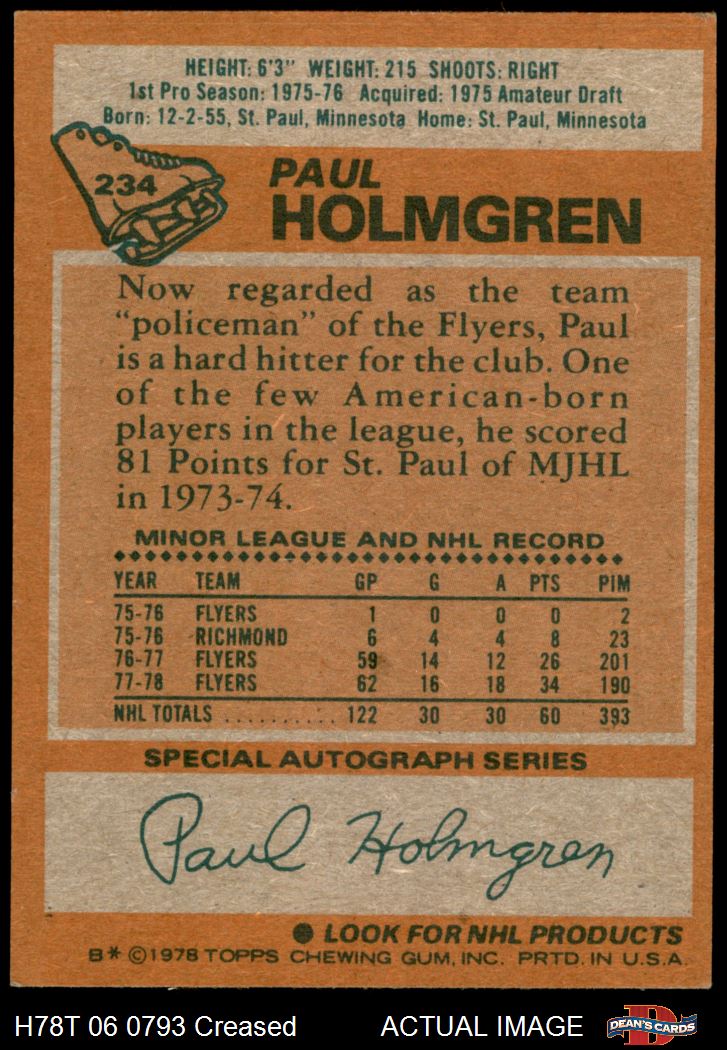 HEIGHT: 6'3" WEIGHT: 215 SHOOTS: RIGHT
1st Pro Season: 1975-76 Acquired: 1975 Amateur Draft
Born: 12-2-55, St. Paul, Minnesota Home: St. Paul, Minnesota
234
PAUL
HOLMGREN
Now regarded as the team
“policeman” of the Flyers, Paul
is a hard hitter for the club. One
of the few American-born
players in the league, he scored
81 Points for St. Paul of MJHL
in 1973-74.
MINOR LEAGUE AND NHL RECORD
YEAR TEAM GP G A PTS PIM
75-76 FLYERS 1 0 0 0 2
75-76 RICHMOND 6 4 4 8 23
76-77 FLYERS 59 14 12 26 201
77-78 FLYERS 62 16 18 34 190
NHL TOTALS .......... 122 30 30 60 393
SPECIAL AUTOGRAPH SERIES
Paul Holmgren
● LOOK FOR NHL PRODUCTS
B* ©1978 TOPPS CHEWING GUM, INC. PRTD. IN U.S.A.
H78T 06 0793 Creased ACTUAL IMAGE
D
DEAN'S CARDS